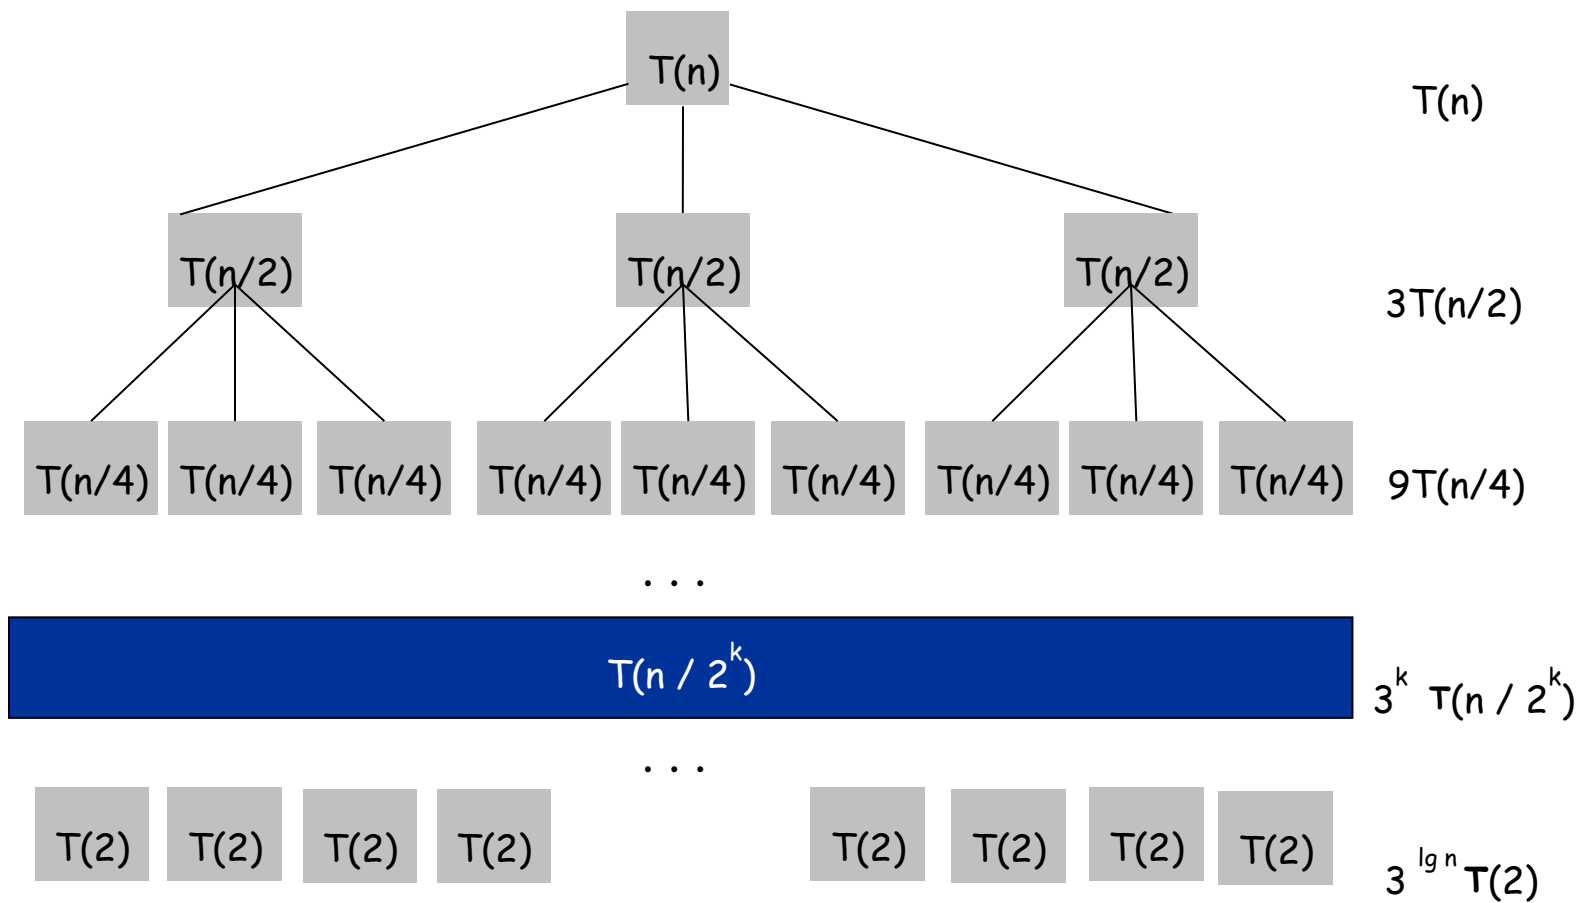 T(n)
T(n)
T(n/2) T(n/2) T(n/2)
3T(n/2)
T(n/4) T(n/4) T(n/4) T(n/4) T(n/4) T(n/4) T(n/4) T(n/4) T(n/4)
9T(n/4)
. . .
T(n / 2^k)
3^k T(n / 2^k)
. . .
T(2) T(2) T(2) T(2) T(2) T(2) T(2) T(2)
3^lg n T(2)